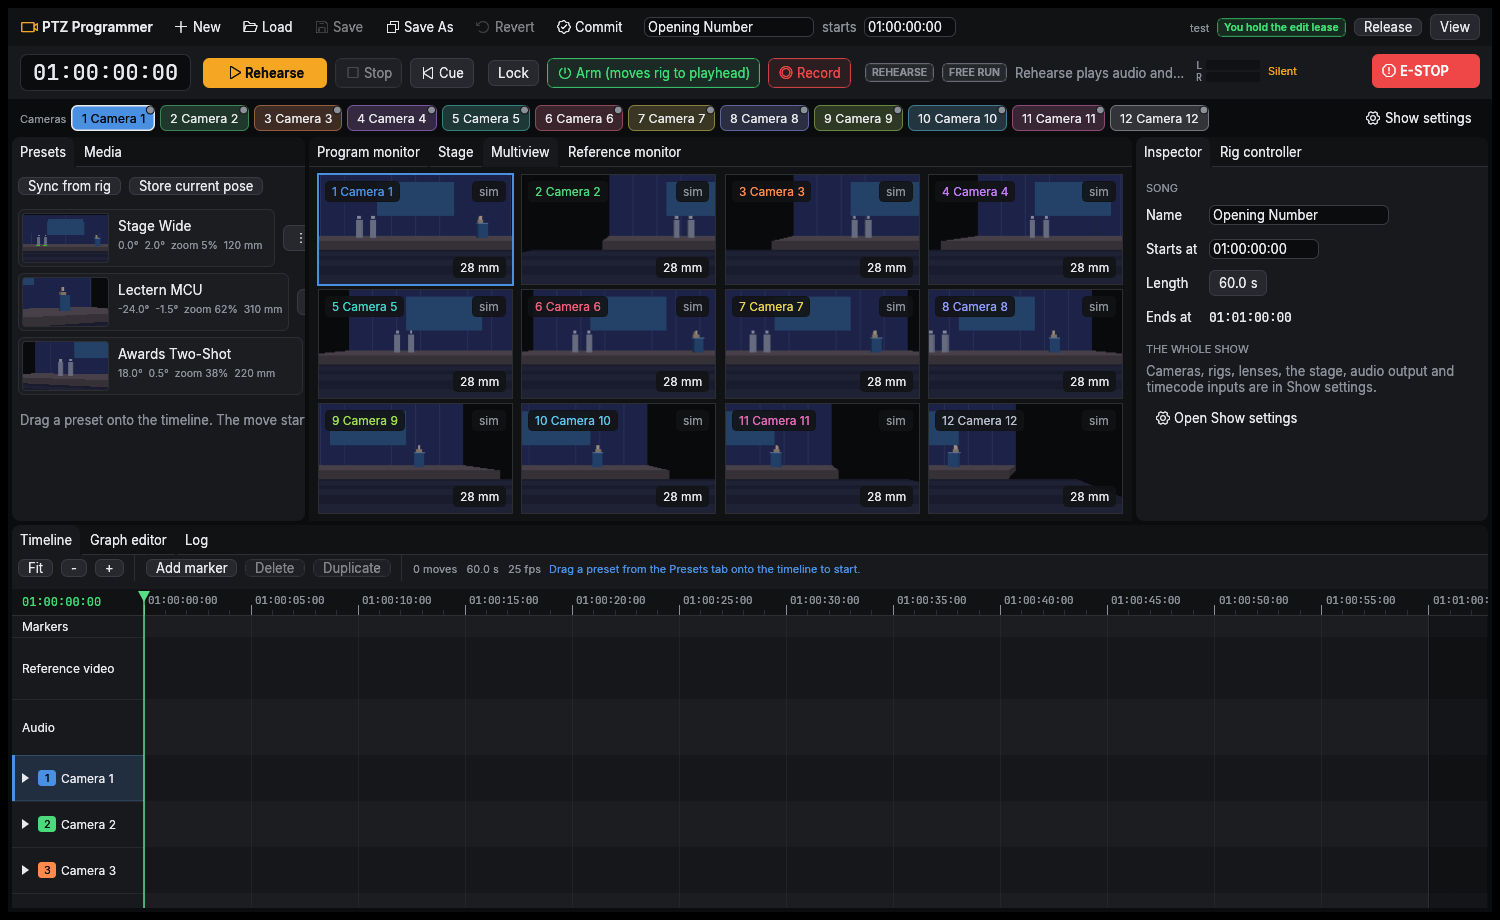 PTZ Programmer New Load Save Save As Revert Commit Opening Number starts 01:00:00:00 test You hold the edit lease Release View
01:00:00:00 Rehearse Stop Cue Lock Arm (moves rig to playhead) Record REHEARSE FREE RUN Rehearse plays audio and... L R Silent E-STOP
Cameras 1 Camera 1 2 Camera 2 3 Camera 3 4 Camera 4 5 Camera 5 6 Camera 6 7 Camera 7 8 Camera 8 9 Camera 9 10 Camera 10 11 Camera 11 12 Camera 12 Show settings
Presets Media
Sync from rig Store current pose
Stage Wide
0.0° 2.0° zoom 5% 120 mm
Lectern MCU
-24.0° -1.5° zoom 62% 310 mm
Awards Two-Shot
18.0° 0.5° zoom 38% 220 mm
Drag a preset onto the timeline. The move star
Program monitor Stage Multiview Reference monitor
1 Camera 1 sim 2 Camera 2 sim 3 Camera 3 sim 4 Camera 4 sim
28 mm 28 mm 28 mm 28 mm
5 Camera 5 sim 6 Camera 6 sim 7 Camera 7 sim 8 Camera 8 sim
28 mm 28 mm 28 mm 28 mm
9 Camera 9 sim 10 Camera 10 sim 11 Camera 11 sim 12 Camera 12 sim
28 mm 28 mm 28 mm 28 mm
Inspector Rig controller
SONG
Name Opening Number
Starts at 01:00:00:00
Length 60.0 s
Ends at 01:01:00:00
THE WHOLE SHOW
Cameras, rigs, lenses, the stage, audio output and
timecode inputs are in Show settings.
Open Show settings
Timeline Graph editor Log
Fit - + Add marker Delete Duplicate 0 moves 60.0 s 25 fps Drag a preset from the Presets tab onto the timeline to start.
01:00:00:00 01:00:00:00 01:00:05:00 01:00:10:00 01:00:15:00 01:00:20:00 01:00:25:00 01:00:30:00 01:00:35:00 01:00:40:00 01:00:45:00 01:00:50:00 01:00:55:00 01:01:00:
Markers
Reference video
Audio
1 Camera 1
2 Camera 2
3 Camera 3